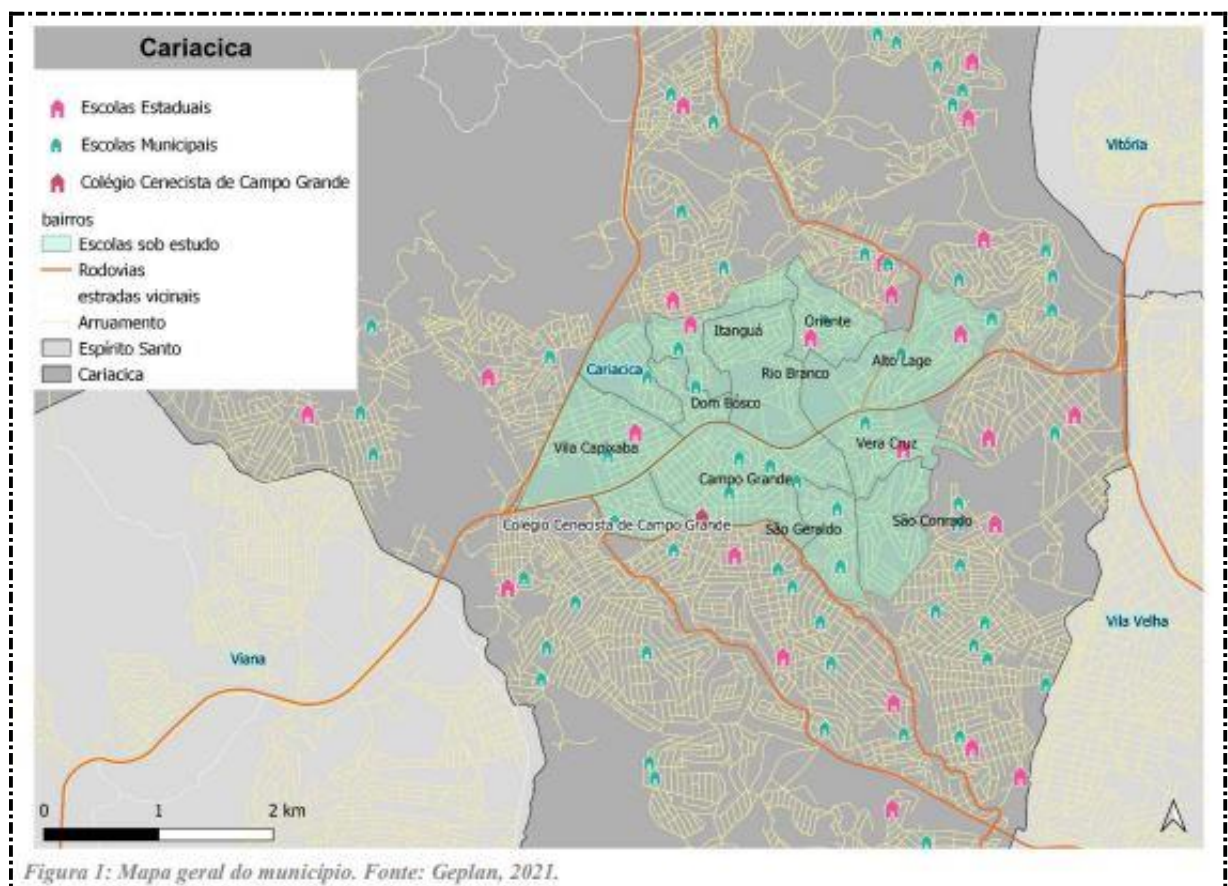 Cariacica
Escolas Estaduais
Escolas Municipais
Colégio Cenecista de Campo Grande
bairros
Escolas sob estudo
Rodovias
estradas vicinais
Arruamento
Espírito Santo
Cariacica
Vitória
Itanguá
Oriente
Cariacica
Rio Branco
Alto Lage
Dom Bosco
Vila Capixaba
Vera Cruz
Campo Grande
Colégio Cenecista de Campo Grande
São Geraldo
São Conrado
Vila Velha
Viana
0 1 2 km
Figura 1: Mapa geral do município. Fonte: Geplan, 2021.